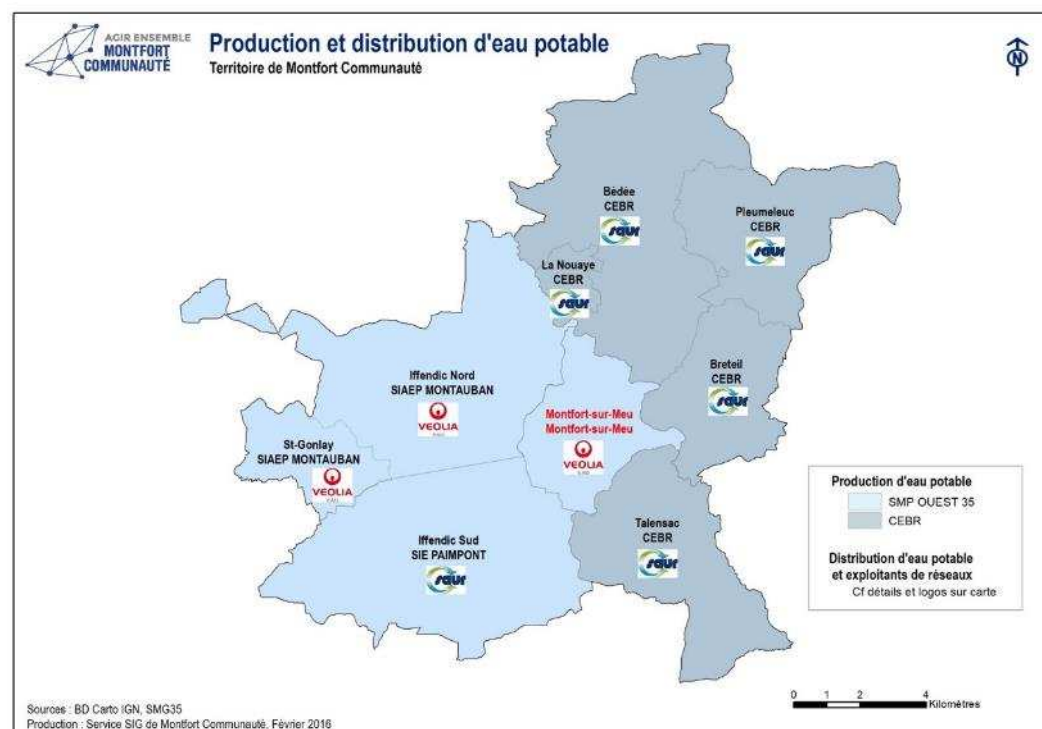 AGIR ENSEMBLE
MONTFORT
COMMUNAUTÉ
Production et distribution d'eau potable
Territoire de Montfort Communauté
N
Bédée
CEBR
saur
Pleumeleuc
CEBR
saur
La Nouaye
CEBR
saur
Breteil
CEBR
saur
Iffendic Nord
SIAEP MONTAUBAN
VEOLIA
EAU
Montfort-sur-Meu
Montfort-sur-Meu
VEOLIA
EAU
St-Gonlay
SIAEP MONTAUBAN
VEOLIA
EAU
Talensac
CEBR
saur
Iffendic Sud
SIE PAIMPONT
saur
Production d'eau potable
SMP OUEST 35
CEBR
Distribution d'eau potable
et exploitants de réseaux
Cf détails et logos sur carte
0 1 2 4
Kilomètres
Sources : BD Carto IGN, SMG35
Production : Service SIG de Montfort Communauté, Février 2016